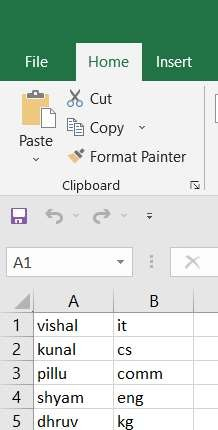 File Home Insert
Cut
Copy
Paste
Format Painter
Clipboard
A1
A B
1 vishal it
2 kunal cs
3 pillu comm
4 shyam eng
5 dhruv kg